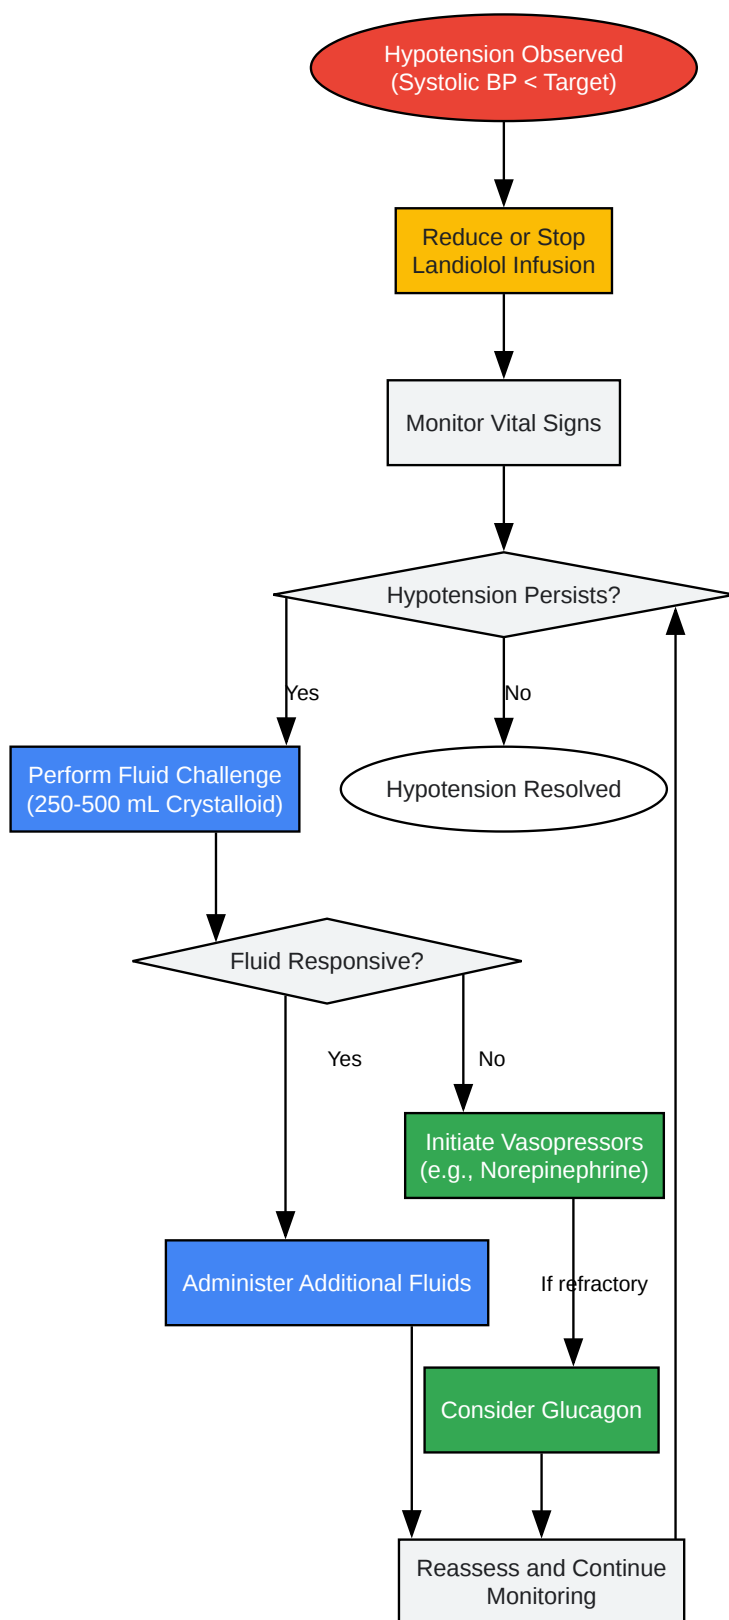 Hypotension Observed
(Systolic BP < Target)
Reduce or Stop
Landiolol Infusion
Monitor Vital Signs
Hypotension Persists?
Yes
No
Perform Fluid Challenge
(250-500 mL Crystalloid)
Hypotension Resolved
Fluid Responsive?
Yes
No
Initiate Vasopressors
(e.g., Norepinephrine)
Administer Additional Fluids
If refractory
Consider Glucagon
Reassess and Continue
Monitoring